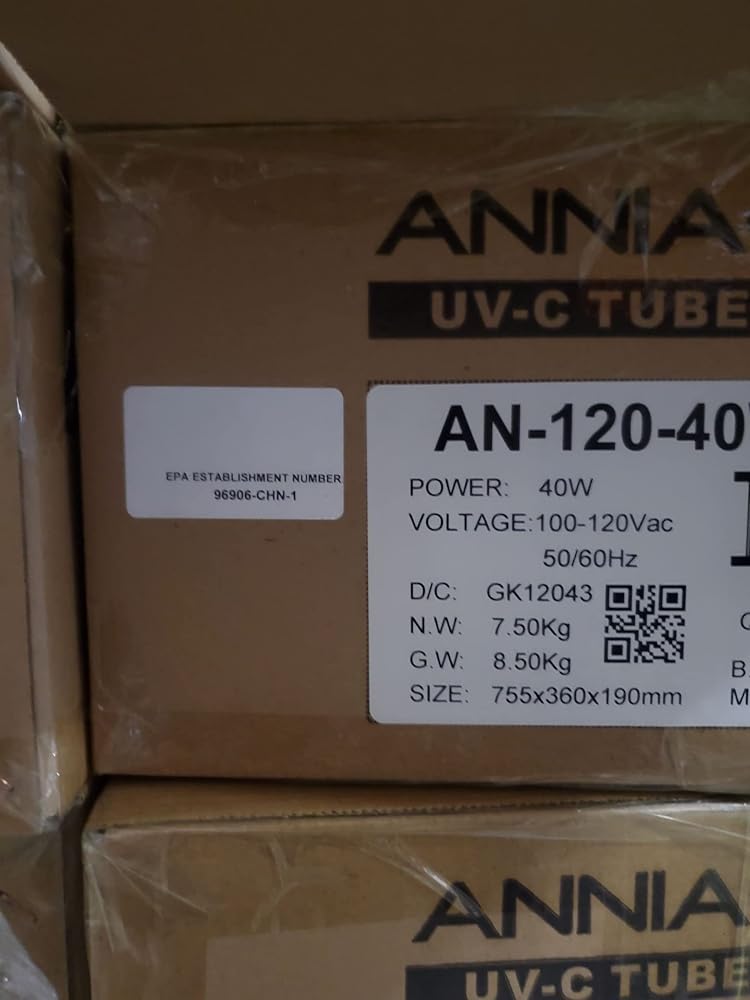 ANNIA
UV-C TUBE
EPA ESTABLISHMENT NUMBER
96906-CHN-1
AN-120-40
POWER: 40W
VOLTAGE:100-120Vac
50/60Hz
D/C: GK12043
N.W: 7.50Kg
G.W: 8.50Kg
SIZE: 755x360x190mm
B.
M
ANNIA
UV-C TUBE